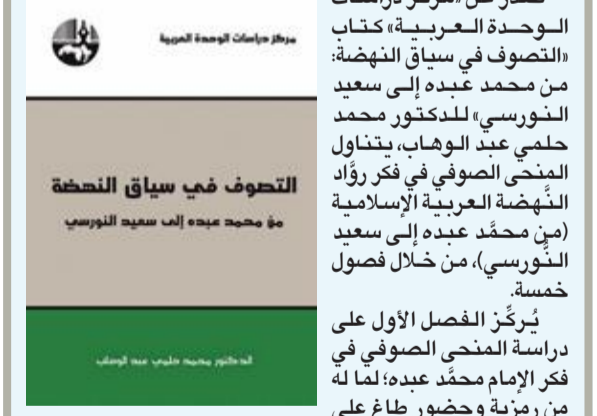 صدر عن «مركز دراسات
الوحدة العربية» كتاب
«التصوف في سياق النهضة:
من محمد عبده إلى سعيد
النورسي» للدكتور محمد
حلمي عبد الوهاب، يتناول
المنحى الصوفي في فكر روَّاد
النَّهضة العربية الإسلامية
(من محمَّد عبده إلى سعيد
النُّورسي)، من خلال فصول
خمسة.
يُركِّز الفصل الأول على
دراسة المنحى الصوفي في
فكر الإمام محمَّد عبده؛ لما له
من رمزية وحضور طاغ على
مركز دراسات الوحدة العربية
التصوف في سياق النهضة
من محمد عبده إلى سعيد النورسي
الدكتور محمد حلمي عبد الوهاب